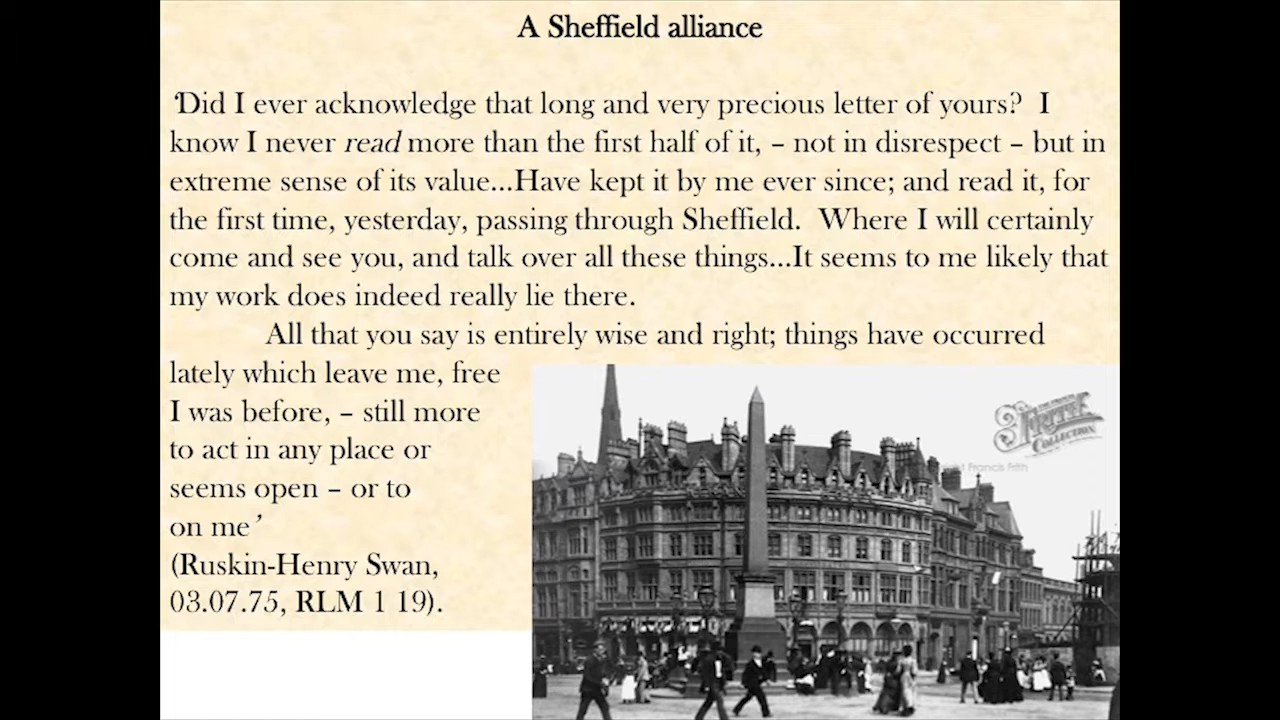 A Sheffield alliance
‘Did I ever acknowledge that long and very precious letter of yours? I
know I never read more than the first half of it, – not in disrespect – but in
extreme sense of its value...Have kept it by me ever since; and read it, for
the first time, yesterday, passing through Sheffield. Where I will certainly
come and see you, and talk over all these things...It seems to me likely that
my work does indeed really lie there.
All that you say is entirely wise and right; things have occurred
lately which leave me, free
I was before, – still more
to act in any place or
seems open – or to
on me’
(Ruskin-Henry Swan,
03.07.75, RLM 1 19).
THE FRANCIS
FRITH
COLLECTION
Francis Frith